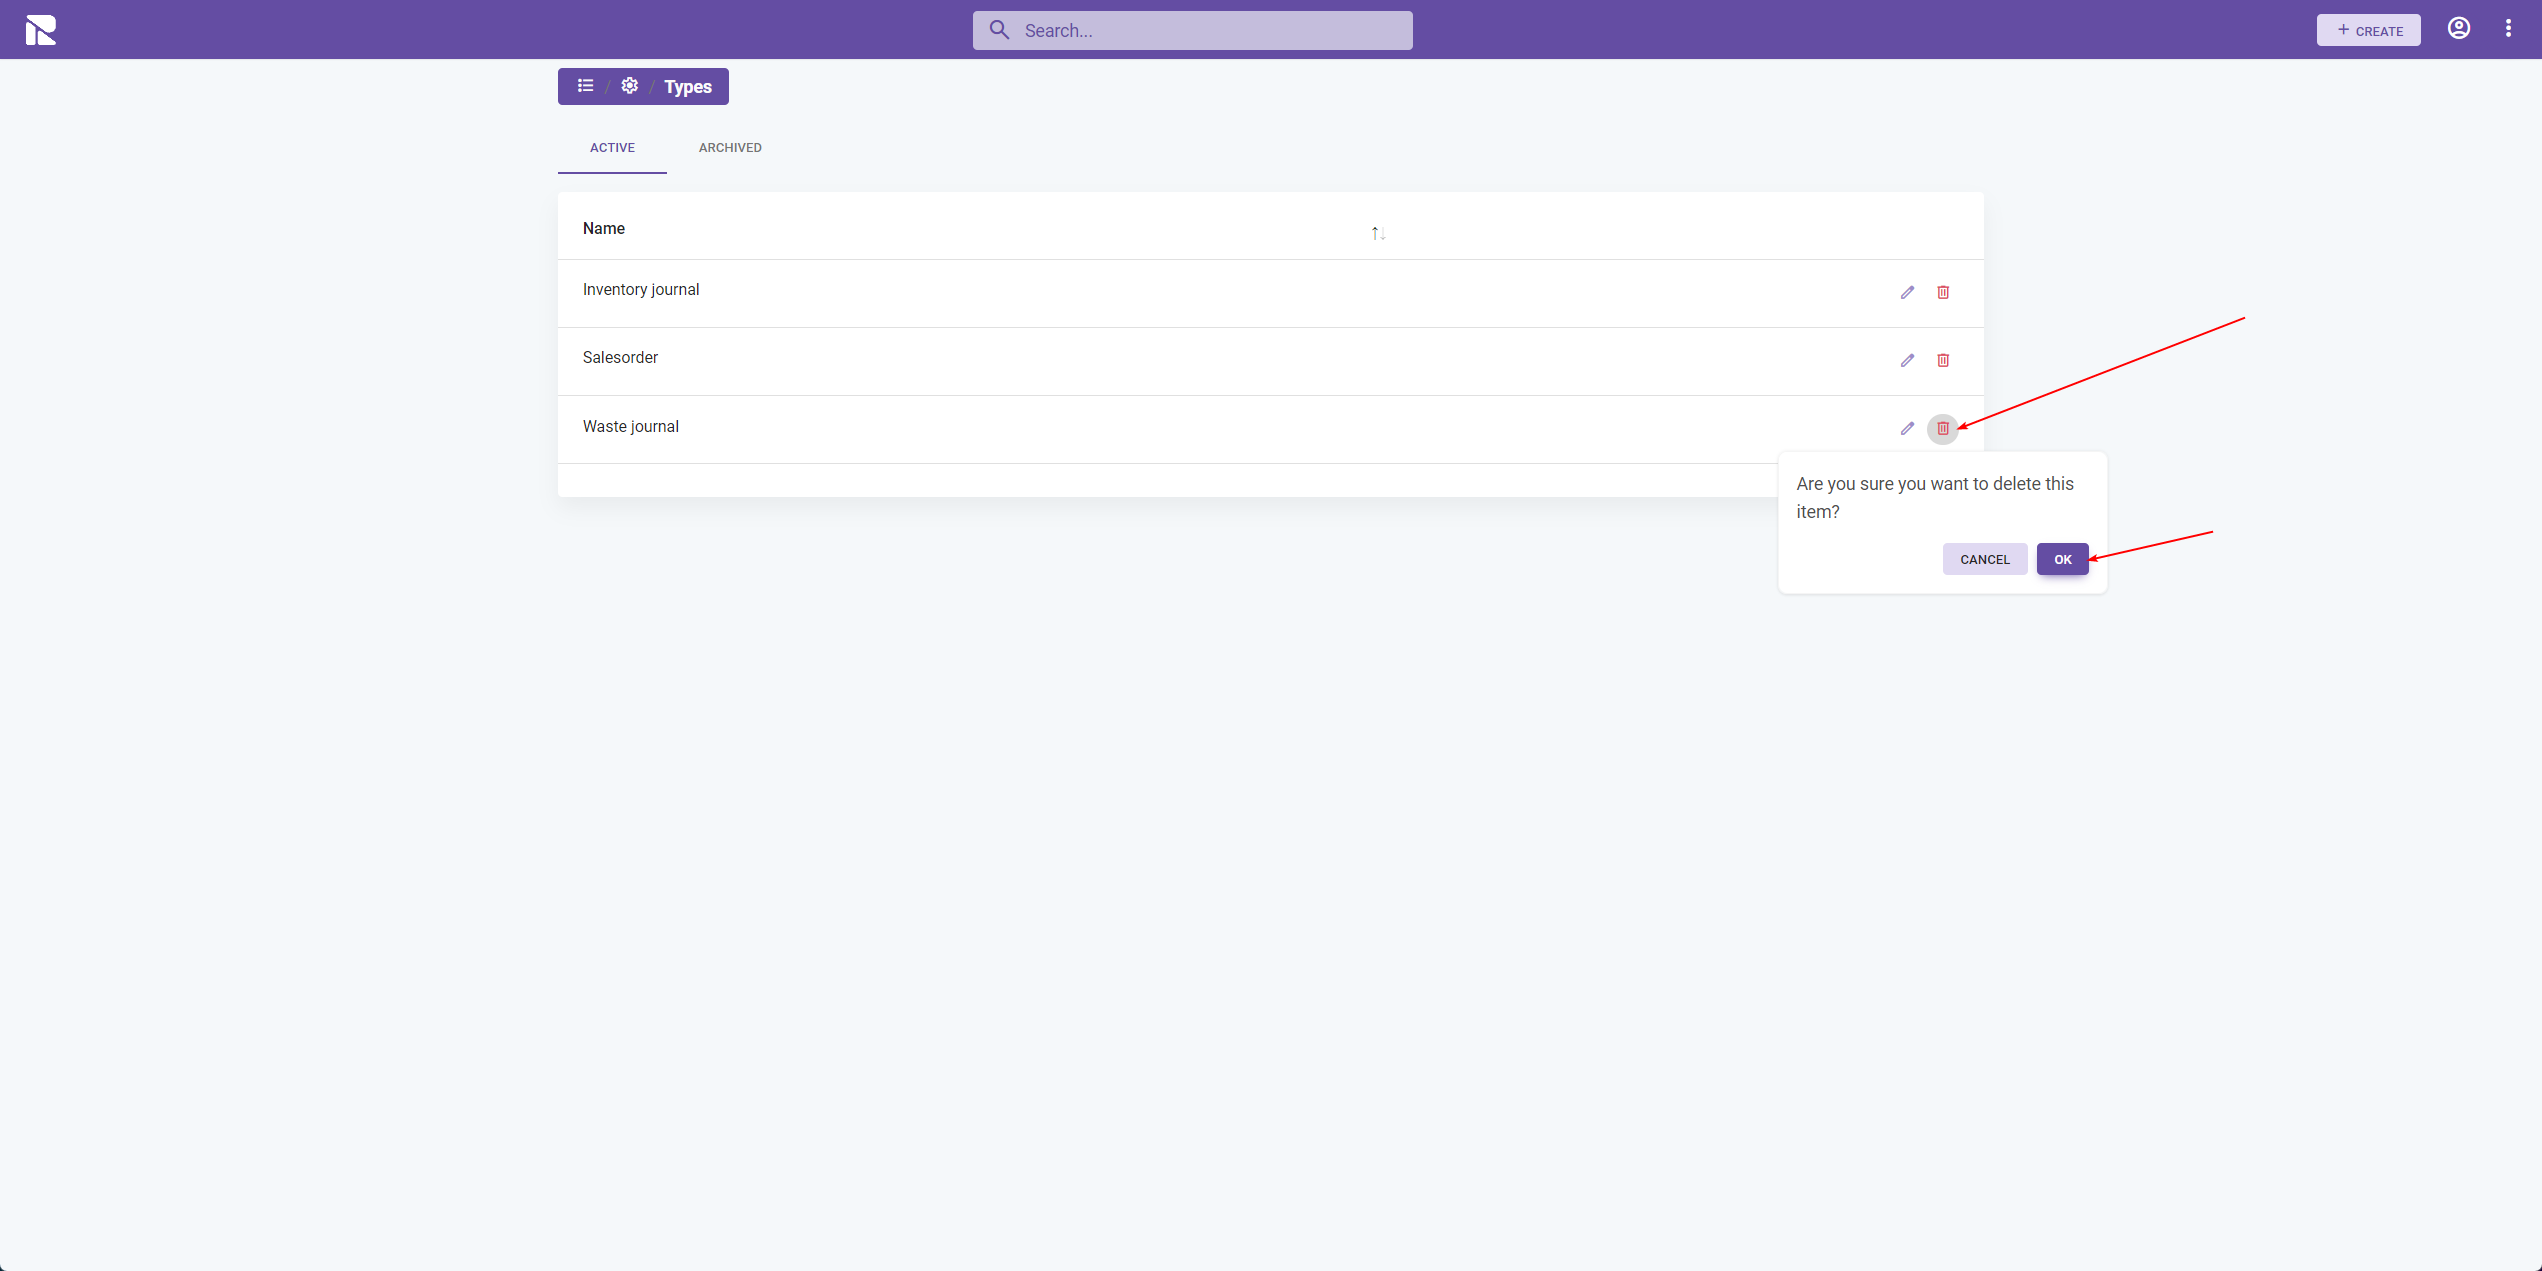 Search...
+ CREATE
/ / Types
ACTIVE ARCHIVED
Name ↑↓
Inventory journal
Salesorder
Waste journal
Are you sure you want to delete this
item?
CANCEL OK